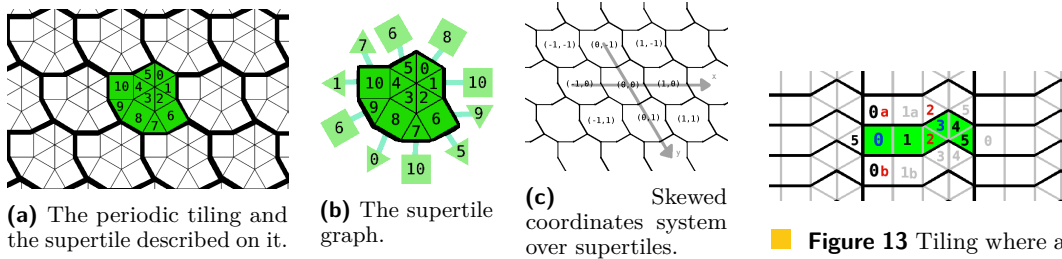 5 0
10 4 1
9 3 2
8 7 6
(a) The periodic tiling and
the supertile described on it.
6 8
7
5 0
1 10 4 1 10
9 3 2 9
6 8 7 6
0 10 5
(b) The supertile
graph.
(-1,-1) (0,-1) (1,-1)
(-1,0) (0,0) (1,0) x
(-1,1) (0,1) (1,1)
y
(c) Skewed
coordinates system
over supertiles.
0a 1a 2 5
3 4
5 0 1 2 5 0
3 4
0b 1b
Figure 13 Tiling where a